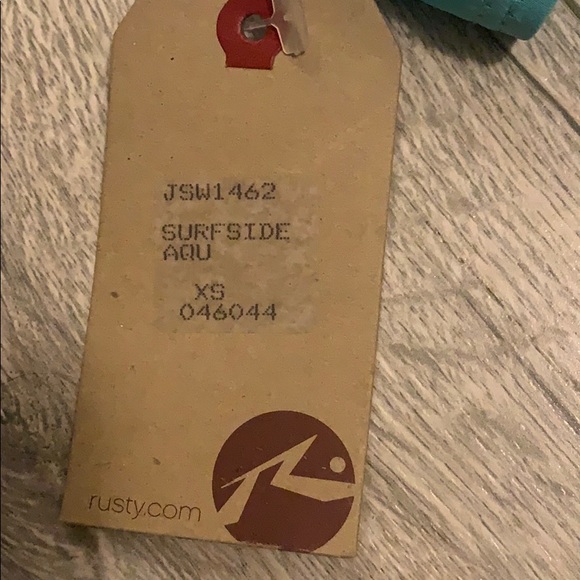 JSW1462
SURFSIDE
AQU
XS
046044
rusty.com